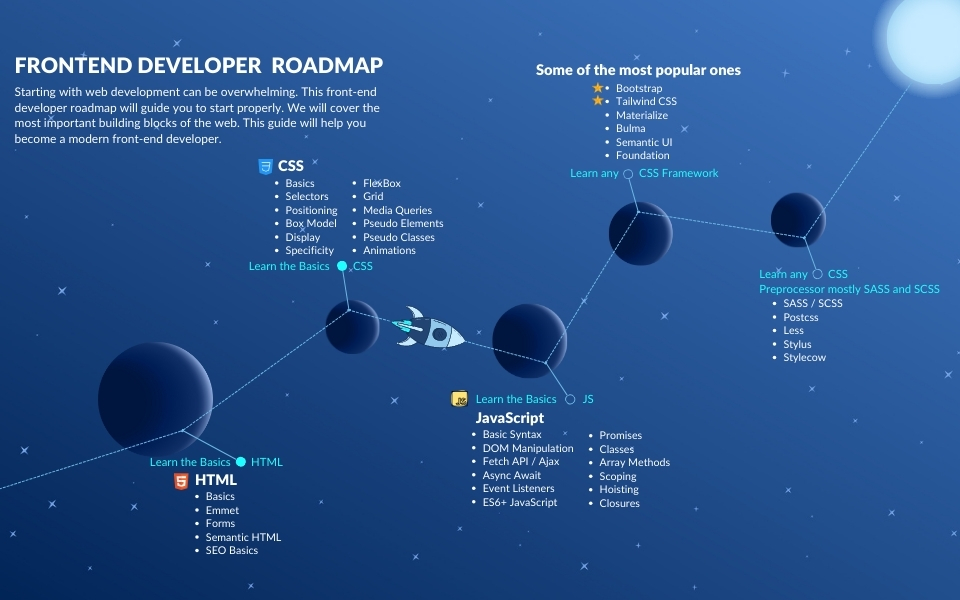 FRONTEND DEVELOPER ROADMAP
Starting with web development can be overwhelming. This front-end
developer roadmap will guide you to start properly. We will cover the
most important building blocks of the web. This guide will help you
become a modern front-end developer.
Some of the most popular ones
• Bootstrap
• Tailwind CSS
• Materialize
• Bulma
• Semantic UI
• Foundation
Learn any CSS Framework
CSS
• Basics
• Selectors
• Positioning
• Box Model
• Display
• Specificity
• FlexBox
• Grid
• Media Queries
• Pseudo Elements
• Pseudo Classes
• Animations
Learn the Basics CSS
Learn any CSS
Preprocessor mostly SASS and SCSS
• SASS / SCSS
• Postcss
• Less
• Stylus
• Stylecow
Learn the Basics JS
JavaScript
• Basic Syntax
• DOM Manipulation
• Fetch API / Ajax
• Async Await
• Event Listeners
• ES6+ JavaScript
• Promises
• Classes
• Array Methods
• Scoping
• Hoisting
• Closures
Learn the Basics HTML
HTML
• Basics
• Emmet
• Forms
• Semantic HTML
• SEO Basics